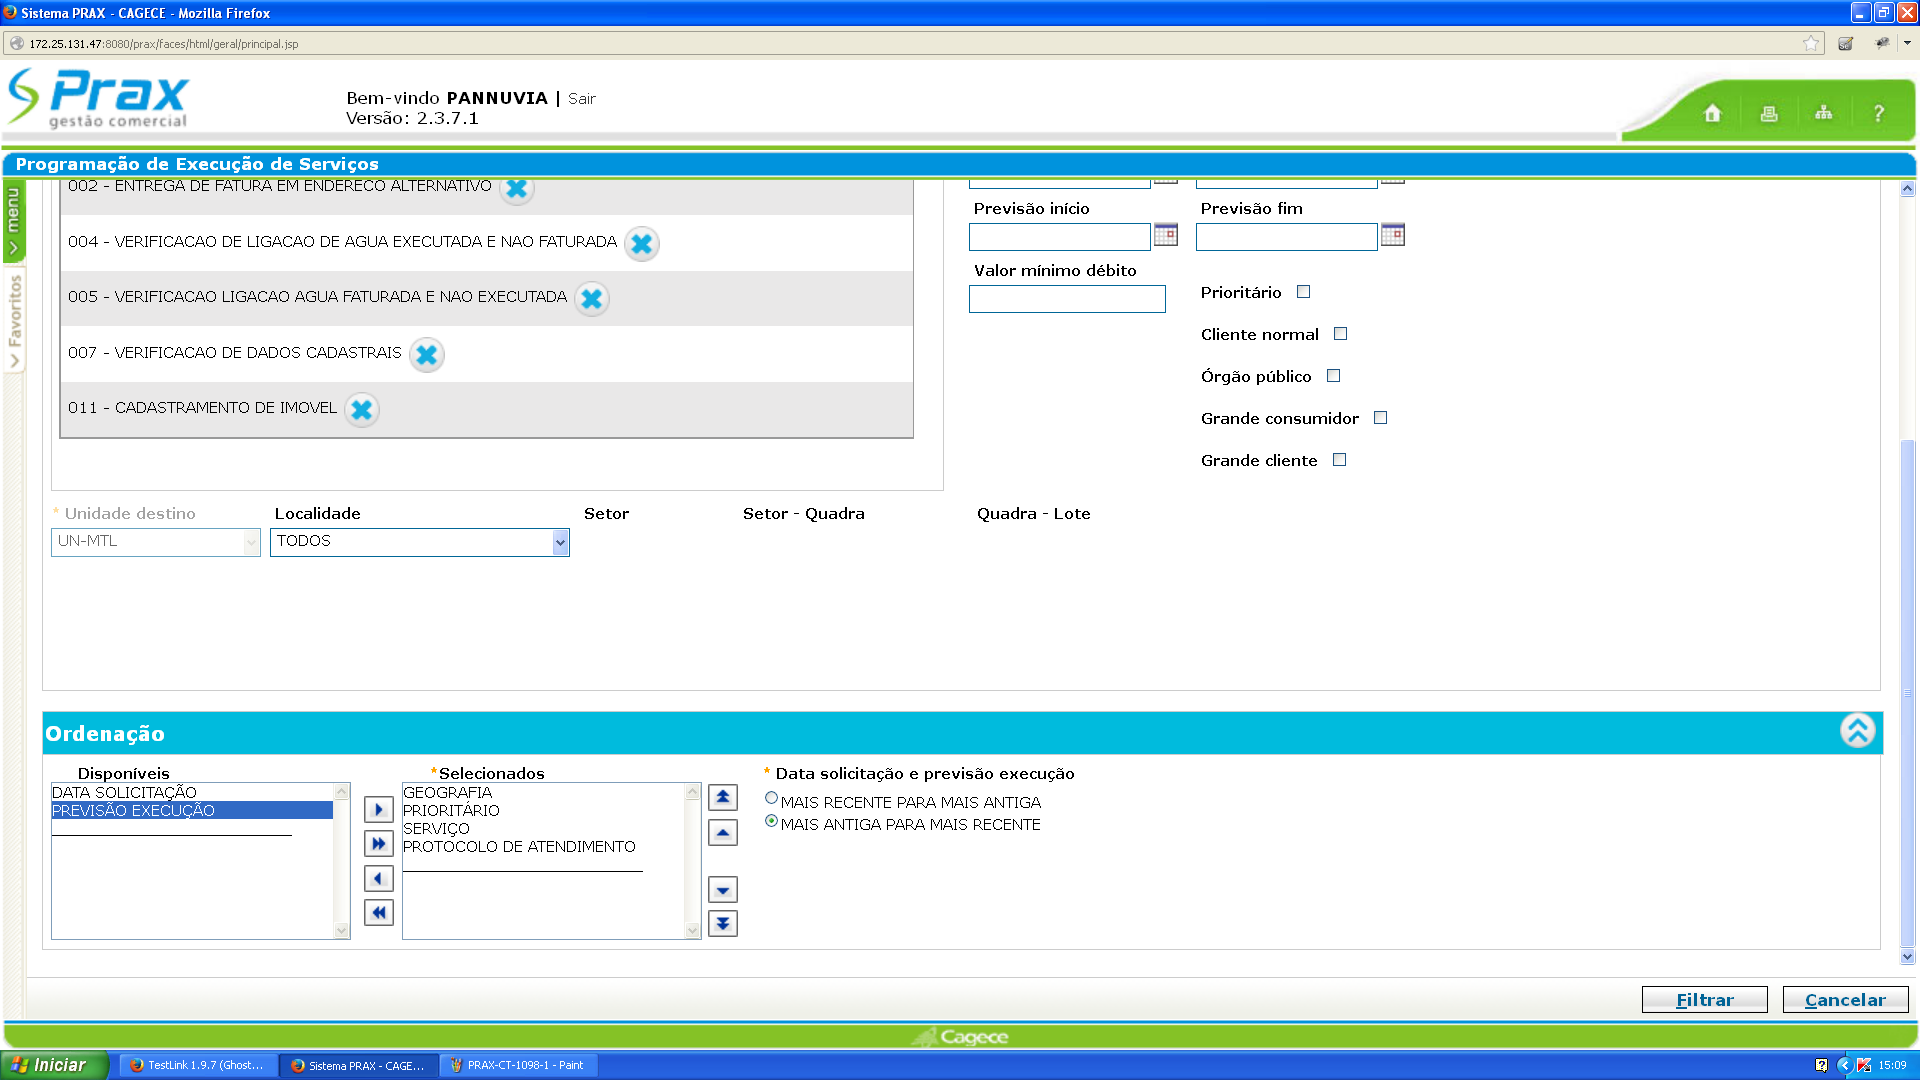 Sistema PRAX - CAGECE - Mozilla Firefox
172.25.131.47:8080/prax/faces/html/geral/principal.jsp
Prax
gestão comercial
Bem-vindo PANNUVIA | Sair
Versão: 2.3.7.1
?
Programação de Execução de Serviços
menu
Favoritos
002 - ENTREGA DE FATURA EM ENDERECO ALTERNATIVO
004 - VERIFICACAO DE LIGACAO DE AGUA EXECUTADA E NAO FATURADA
005 - VERIFICACAO LIGACAO AGUA FATURADA E NAO EXECUTADA
007 - VERIFICACAO DE DADOS CADASTRAIS
011 - CADASTRAMENTO DE IMOVEL
Previsão início
Previsão fim
Valor mínimo débito
Prioritário
Cliente normal
Órgão público
Grande consumidor
Grande cliente
* Unidade destino
Localidade
Setor
Setor - Quadra
Quadra - Lote
UN-MTL
TODOS
Ordenação
Disponíveis
DATA SOLICITAÇÃO
PREVISÃO EXECUÇÃO
*Selecionados
GEOGRAFIA
PRIORITÁRIO
SERVIÇO
PROTOCOLO DE ATENDIMENTO
* Data solicitação e previsão execução
MAIS RECENTE PARA MAIS ANTIGA
MAIS ANTIGA PARA MAIS RECENTE
Filtrar
Cancelar
Cagece
Iniciar
TestLink 1.9.7 (Ghost...
Sistema PRAX - CAGE...
PRAX-CT-1098-1 - Paint
15:09